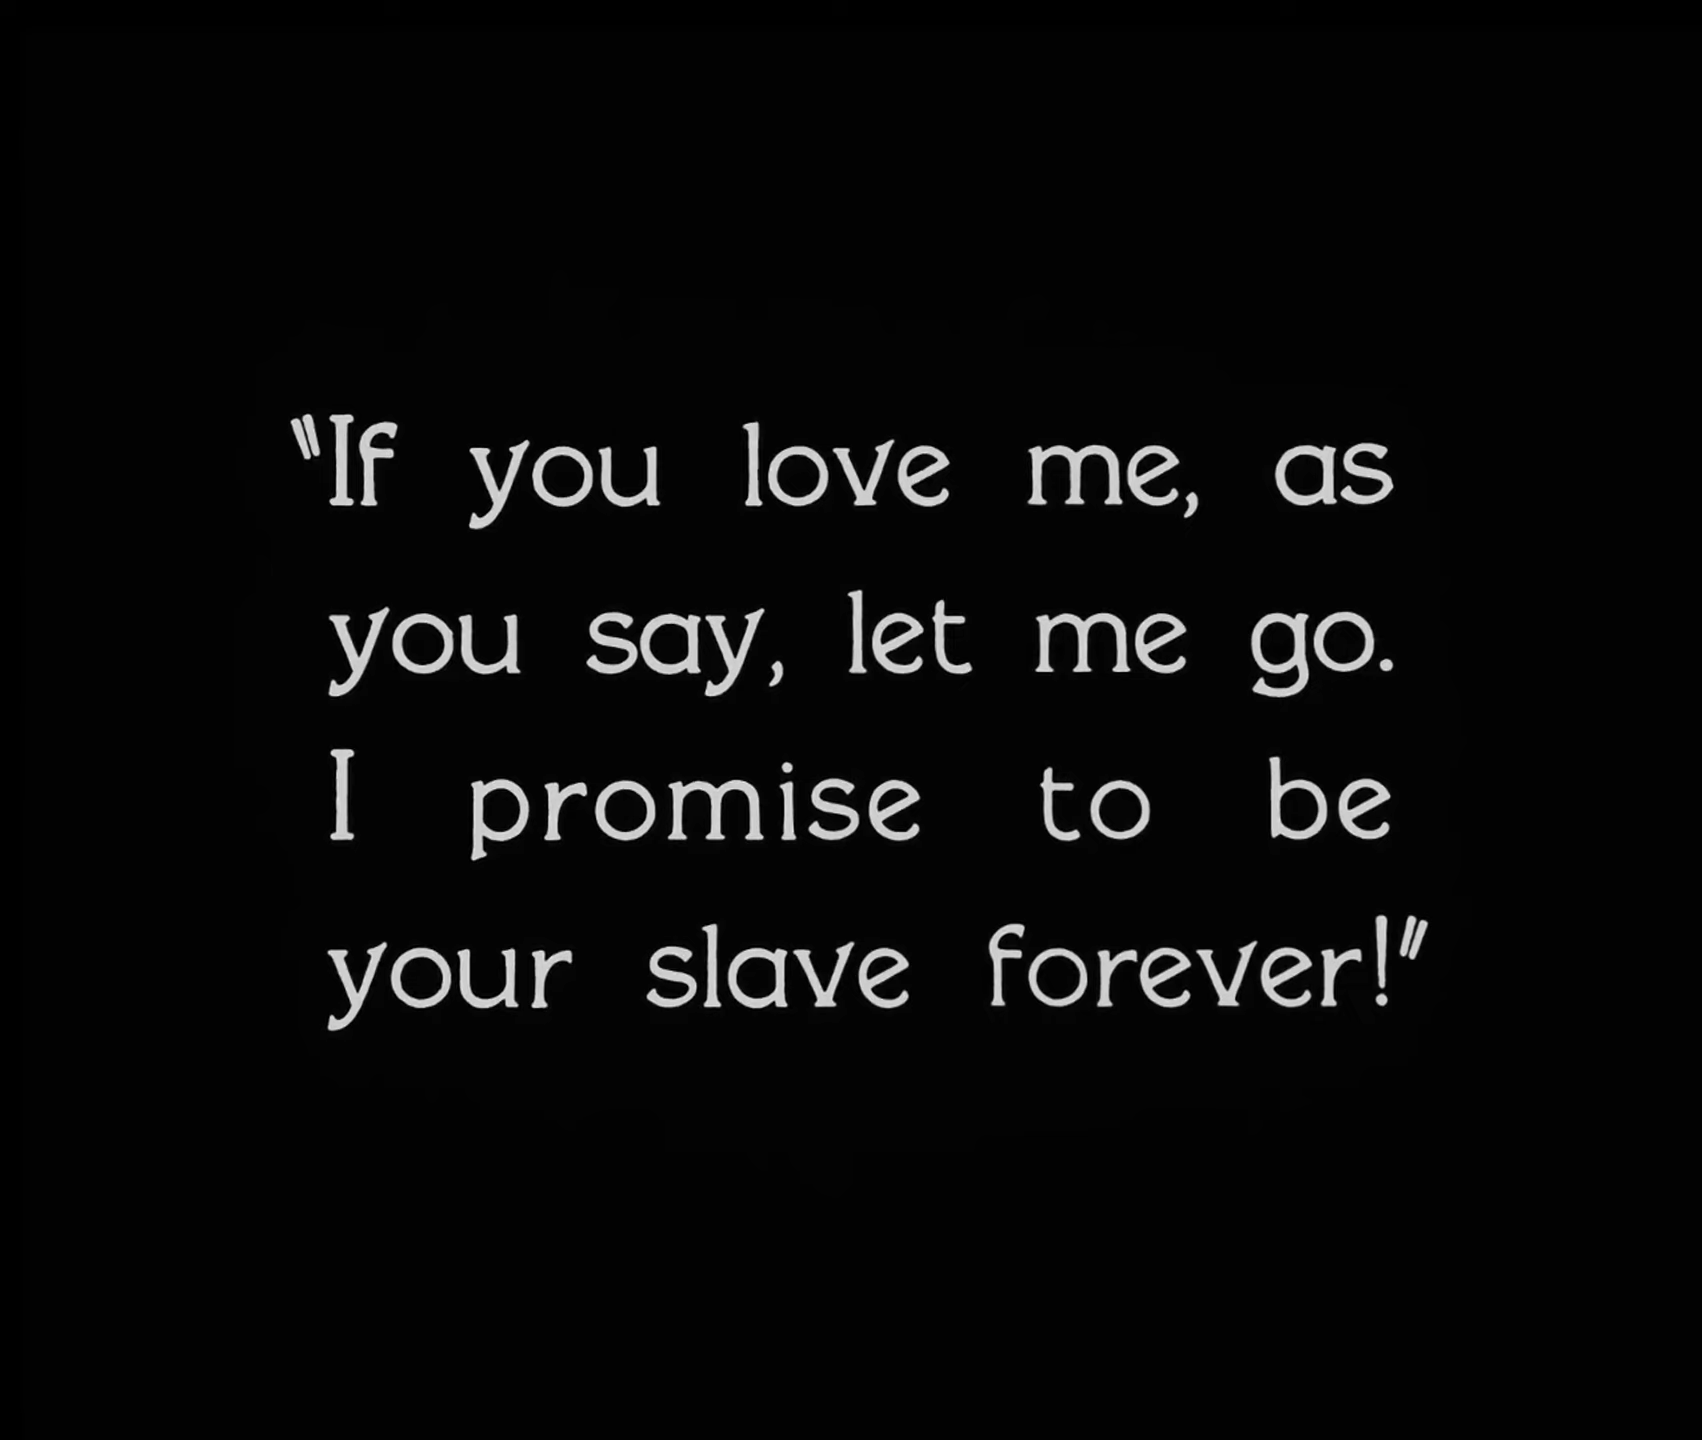 "If you love me, as
you say, let me go.
I promise to be
your slave forever!"